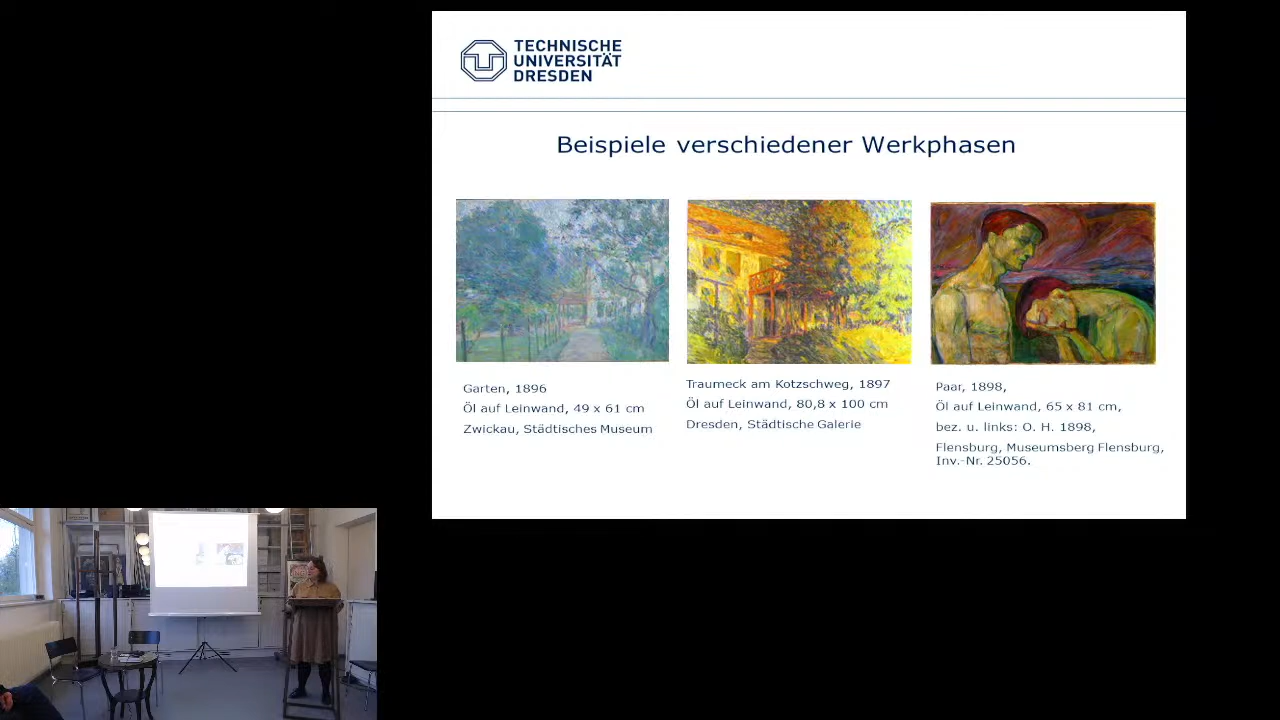 TECHNISCHE
UNIVERSITÄT
DRESDEN
Beispiele verschiedener Werkphasen
Garten, 1896
Öl auf Leinwand, 49 x 61 cm
Zwickau, Städtisches Museum
Traumeck am Kotzschweg, 1897
Öl auf Leinwand, 80,8 x 100 cm
Dresden, Städtische Galerie
Paar, 1898,
Öl auf Leinwand, 65 x 81 cm,
bez. u. links: O. H. 1898,
Flensburg, Museumsberg Flensburg,
Inv.-Nr. 25056.